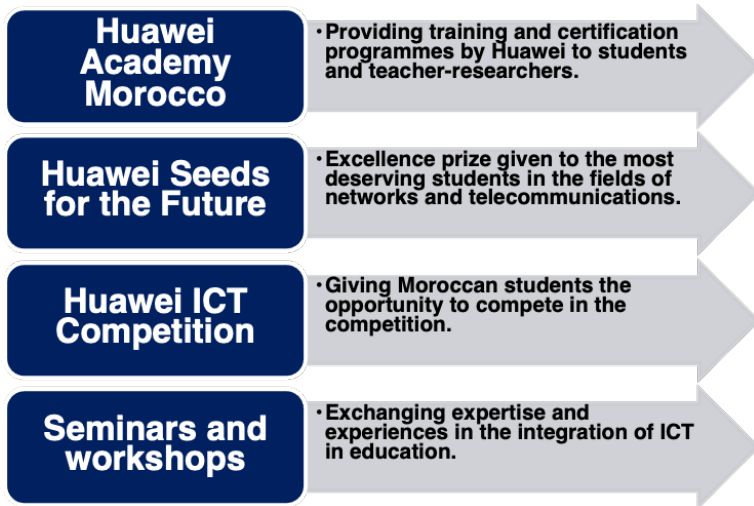 Huawei
Academy
Morocco
• Providing training and certification
programmes by Huawei to students
and teacher-researchers.
Huawei Seeds
for the Future
• Excellence prize given to the most
deserving students in the fields of
networks and telecommunications.
Huawei ICT
Competition
• Giving Moroccan students the
opportunity to compete in the
competition.
Seminars and
workshops
• Exchanging expertise and
experiences in the integration of ICT
in education.